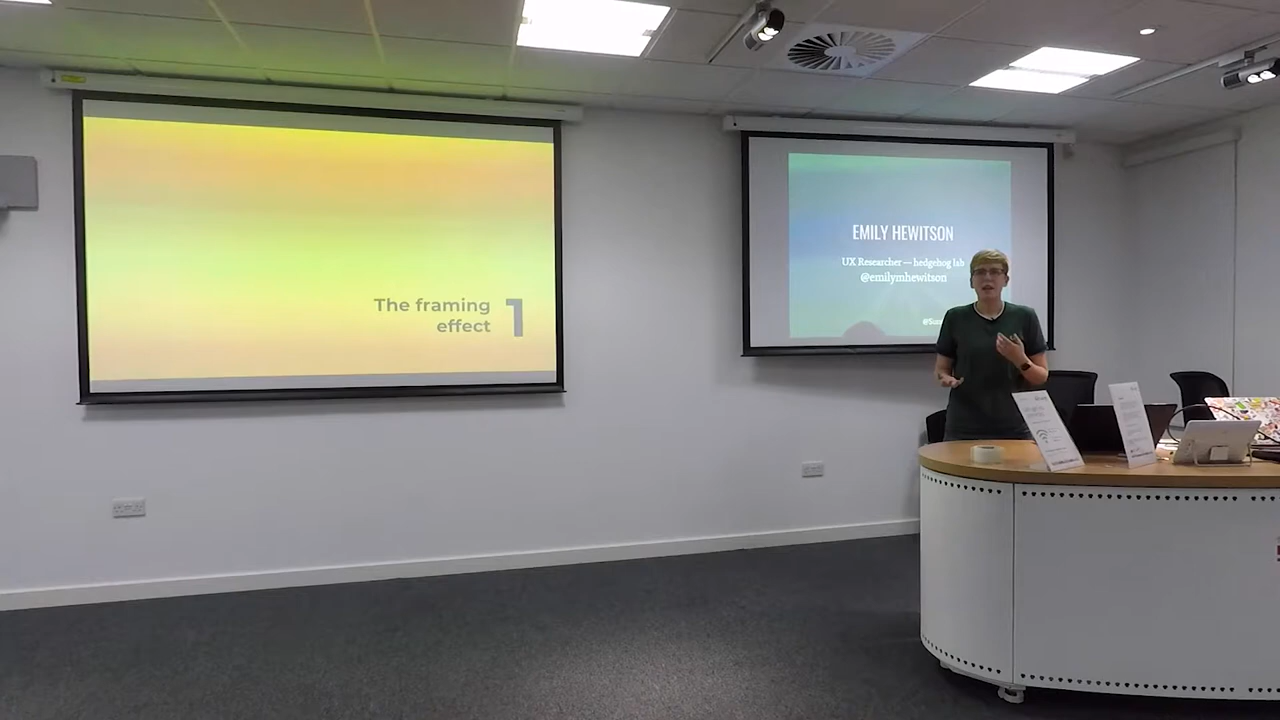 The framing
effect
1
EMILY HEWITSON
UX Researcher — hedgehog lab
@emilymhewitson